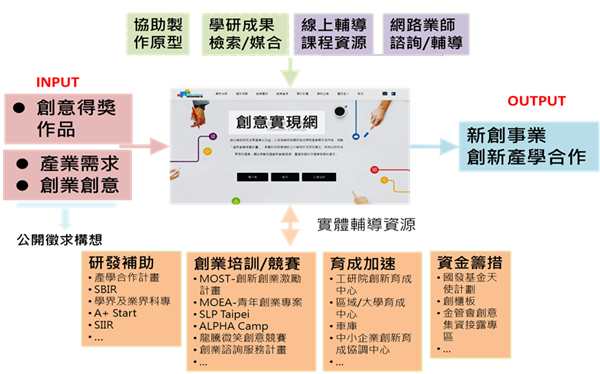 協助製
作原型
學研成果
檢索/媒合
線上輔導
課程資源
網路業師
諮詢/輔導
INPUT
創意得獎
作品
產業需求
創業創意
公開徵求構想
創意實現網
OUTPUT
新創事業
創新產學合作
實體輔導資源
研發補助
• 產學合作計畫
• SBIR
• 學界及業界科專
• A+ Start
• SIIR
• ...
創業培訓/競賽
• MOST-創新創業激勵
計畫
• MOEA-青年創業專案
• SLP Taipei
• ALPHA Camp
• 龍騰微笑創意競賽
• 創業諮詢服務計畫
• ...
育成加速
• 工研院創新育成
中心
• 區域/大學育成
中心
• 車庫
• 中小企業創新育
成協調中心
• ...
資金籌措
• 國發基金天
使計劃
• 創櫃板
• 金管會創意
集資揭露專
區
• ...